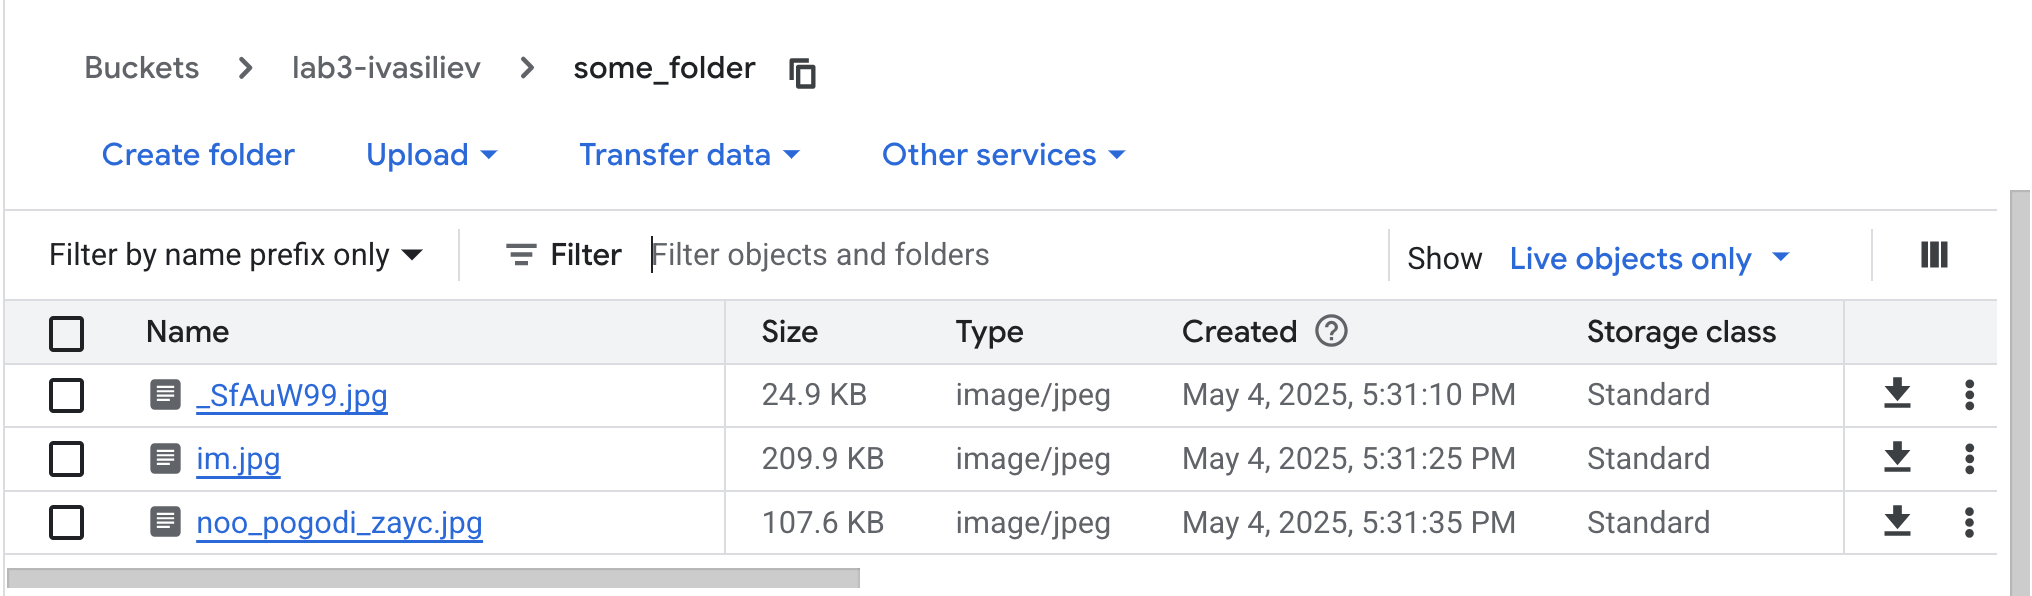 Buckets > lab3-ivasiliev > some_folder
Create folder Upload Transfer data Other services
Filter by name prefix only Filter Filter objects and folders Show Live objects only
Name Size Type Created ? Storage class
_SfAuW99.jpg 24.9 KB image/jpeg May 4, 2025, 5:31:10 PM Standard
im.jpg 209.9 KB image/jpeg May 4, 2025, 5:31:25 PM Standard
noo_pogodi_zayc.jpg 107.6 KB image/jpeg May 4, 2025, 5:31:35 PM Standard